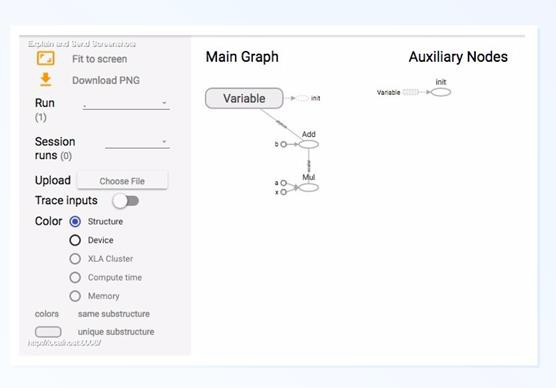 Explain and Send Screenshots
Fit to screen
Download PNG
Run
(1)
.
Session
runs (0)
Upload
Choose File
Trace inputs
Color
Structure
Device
XLA Cluster
Compute time
Memory
colors
same substructure
unique substructure
http://localhost:6006/
Main Graph
Auxiliary Nodes
Variable
init
Add
b
Mul
a
x
init
Variable